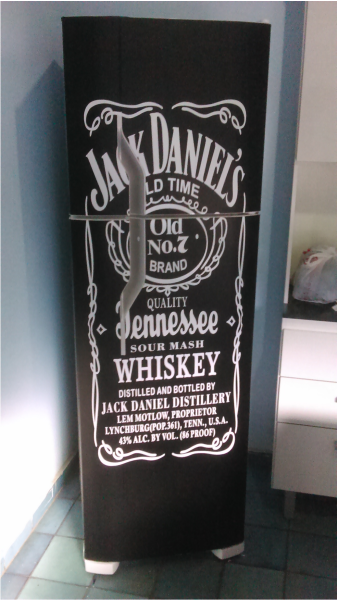 JACK DANIEL'S
OLD TIME
Old
No.7
BRAND
QUALITY
Tennessee
SOUR MASH
WHISKEY
DISTILLED AND BOTTLED BY
JACK DANIEL DISTILLERY
LEM MOTLOW, PROPRIETOR
LYNCHBURG(POP.361), TENN., U.S.A.
43% ALC. BY VOL. (86 PROOF)